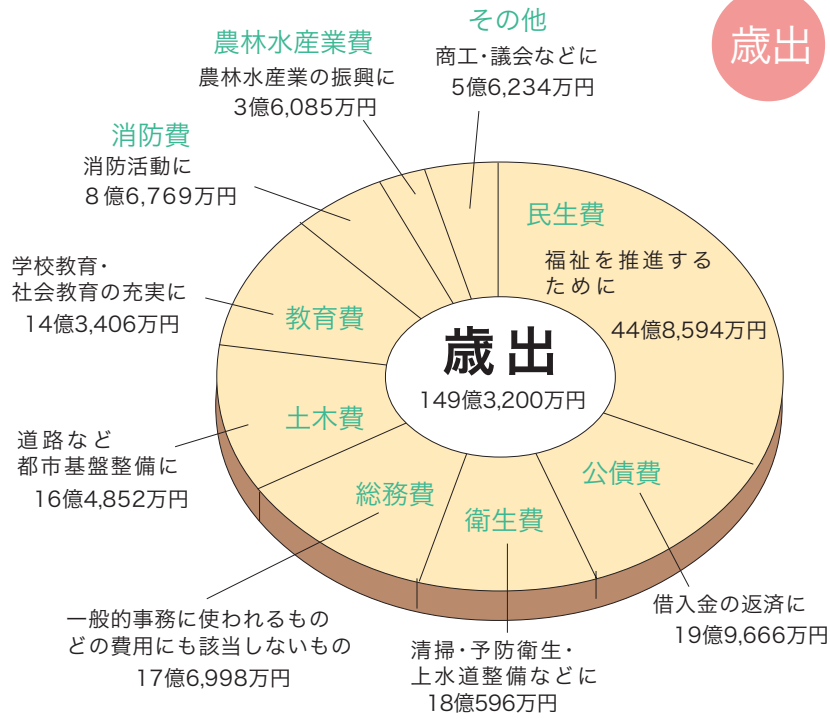 歳出
その他
商工・議会などに
5億6,234万円
農林水産業費
農林水産業の振興に
3億6,085万円
消防費
消防活動に
8億6,769万円
学校教育・
社会教育の充実に
14億3,406万円
教育費
民生費
福祉を推進する
ために
44億8,594万円
歳出
149億3,200万円
土木費
道路など
都市基盤整備に
16億4,852万円
総務費
一般的事務に使われるもの
どの費用にも該当しないもの
17億6,998万円
衛生費
清掃・予防衛生・
上水道整備などに
18億596万円
公債費
借入金の返済に
19億9,666万円